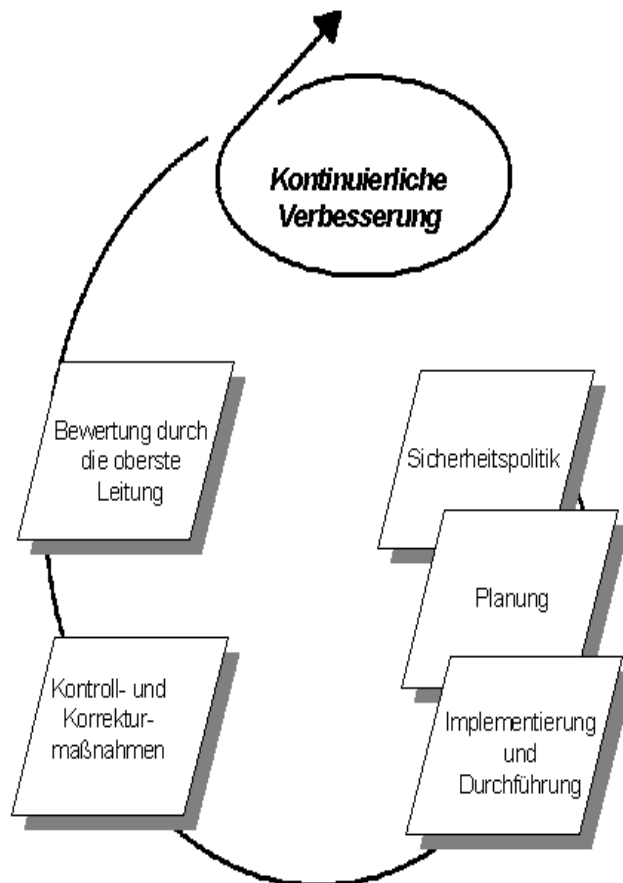 Kontinuierliche
Verbesserung
Bewertung durch
die oberste
Leitung
Sicherheitspolitik
Planung
Kontroll- und
Korrektur-
maßnahmen
Implementierung
und
Durchführung